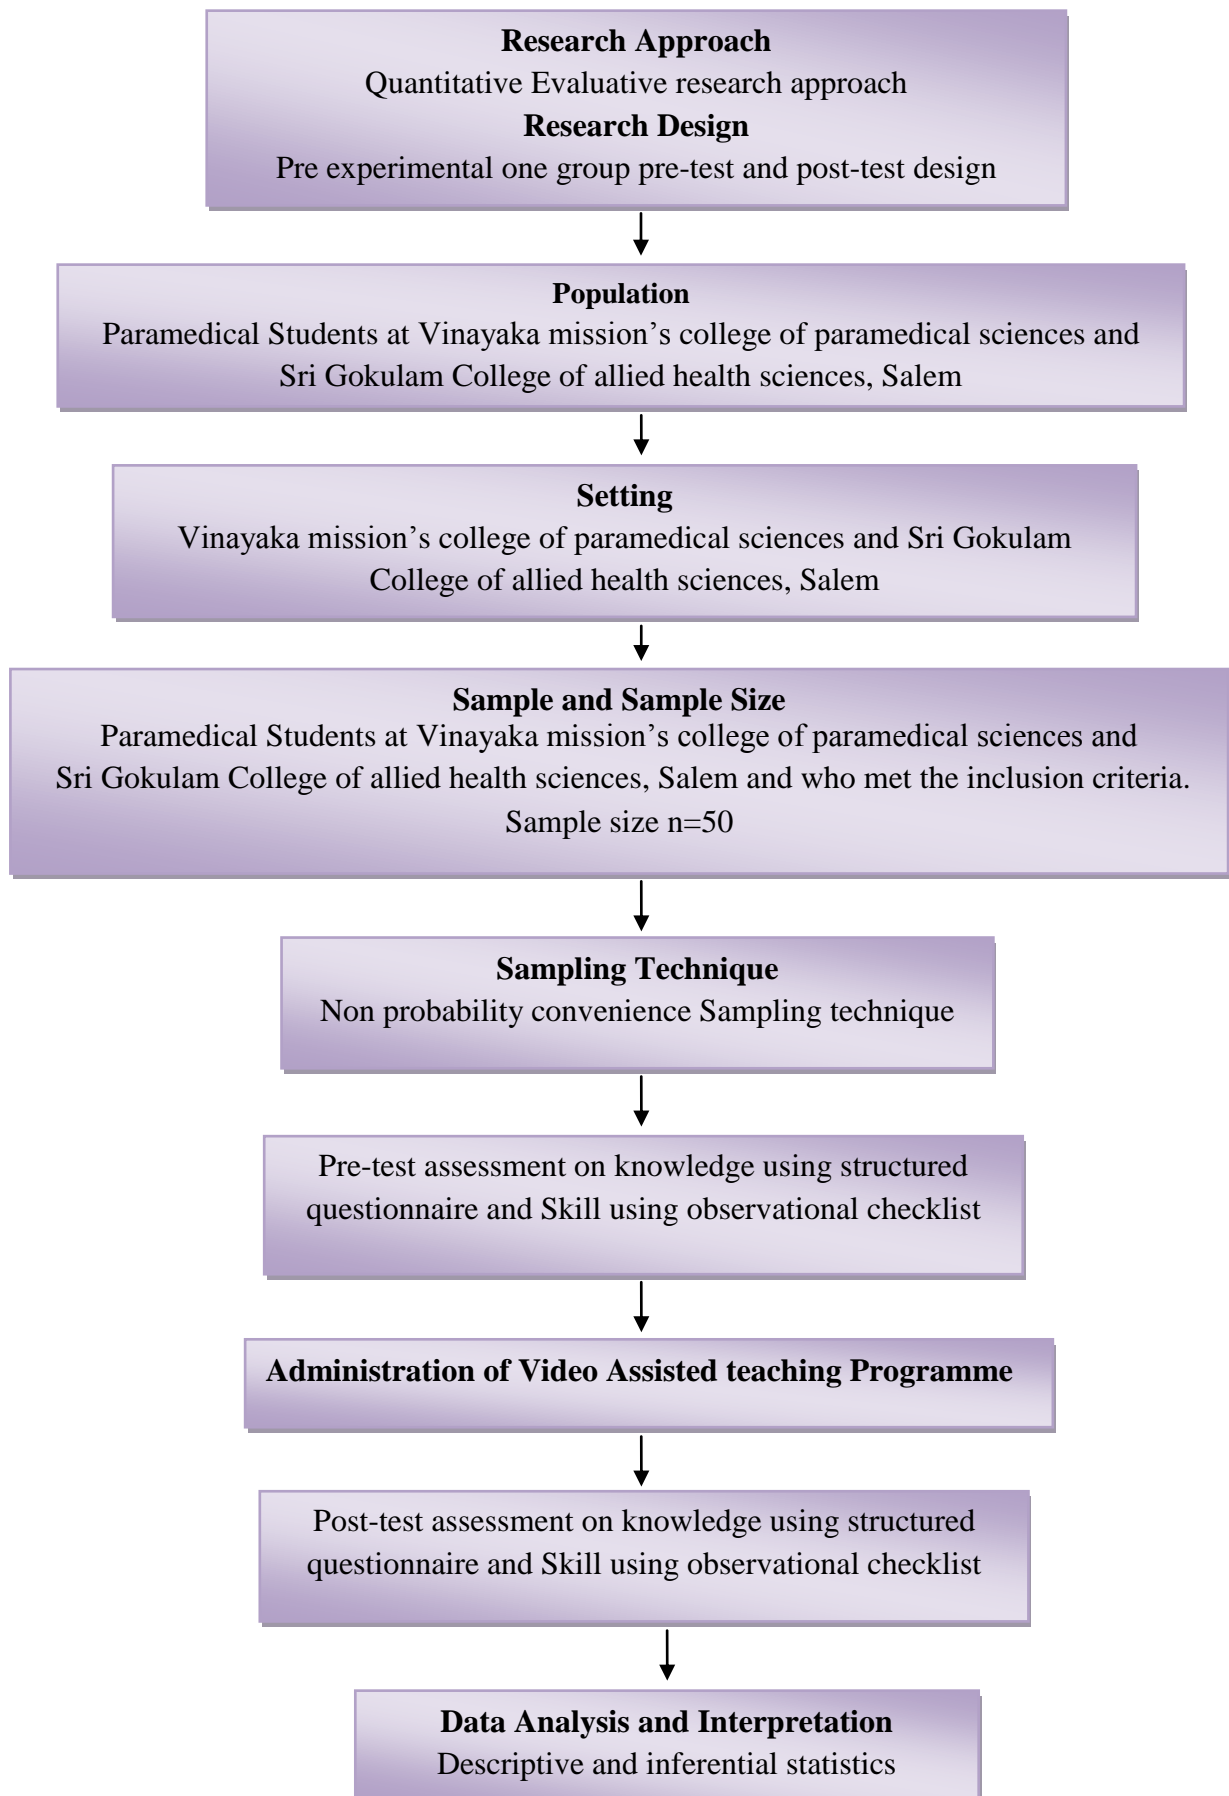 Research Approach
Quantitative Evaluative research approach
Research Design
Pre experimental one group pre-test and post-test design
Population
Paramedical Students at Vinayaka mission’s college of paramedical sciences and
Sri Gokulam College of allied health sciences, Salem
Setting
Vinayaka mission’s college of paramedical sciences and Sri Gokulam
College of allied health sciences, Salem
Sample and Sample Size
Paramedical Students at Vinayaka mission’s college of paramedical sciences and
Sri Gokulam College of allied health sciences, Salem and who met the inclusion criteria.
Sample size n=50
Sampling Technique
Non probability convenience Sampling technique
Pre-test assessment on knowledge using structured
questionnaire and Skill using observational checklist
Administration of Video Assisted teaching Programme
Post-test assessment on knowledge using structured
questionnaire and Skill using observational checklist
Data Analysis and Interpretation
Descriptive and inferential statistics